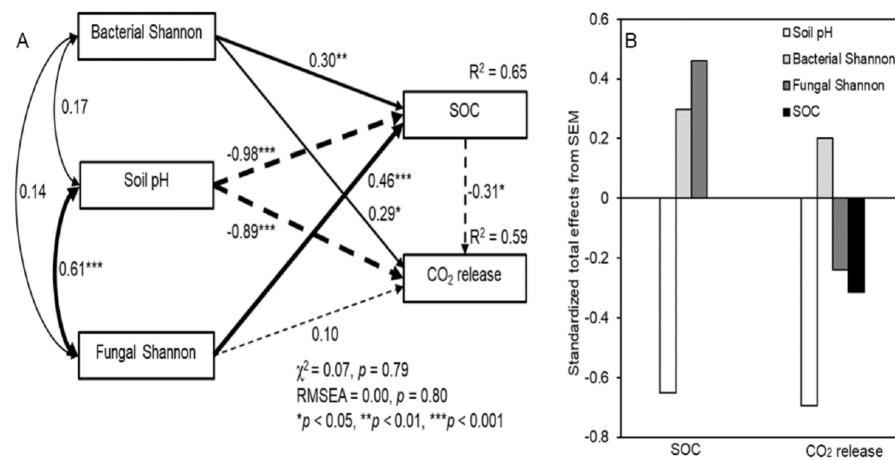 A
Bacterial Shannon
0.30**
R² = 0.65
SOC
0.17
-0.98***
Soil pH
0.14
0.46***
-0.31*
0.29*
-0.89***
R² = 0.59
CO₂ release
0.61***
0.10
Fungal Shannon
χ² = 0.07, p = 0.79
RMSEA = 0.00, p = 0.80
*p < 0.05, **p < 0.01, ***p < 0.001
B
Standardized total effects from SEM
0.6
0.4
0.2
0
-0.2
-0.4
-0.6
-0.8
Soil pH
Bacterial Shannon
Fungal Shannon
SOC
SOC
CO₂ release